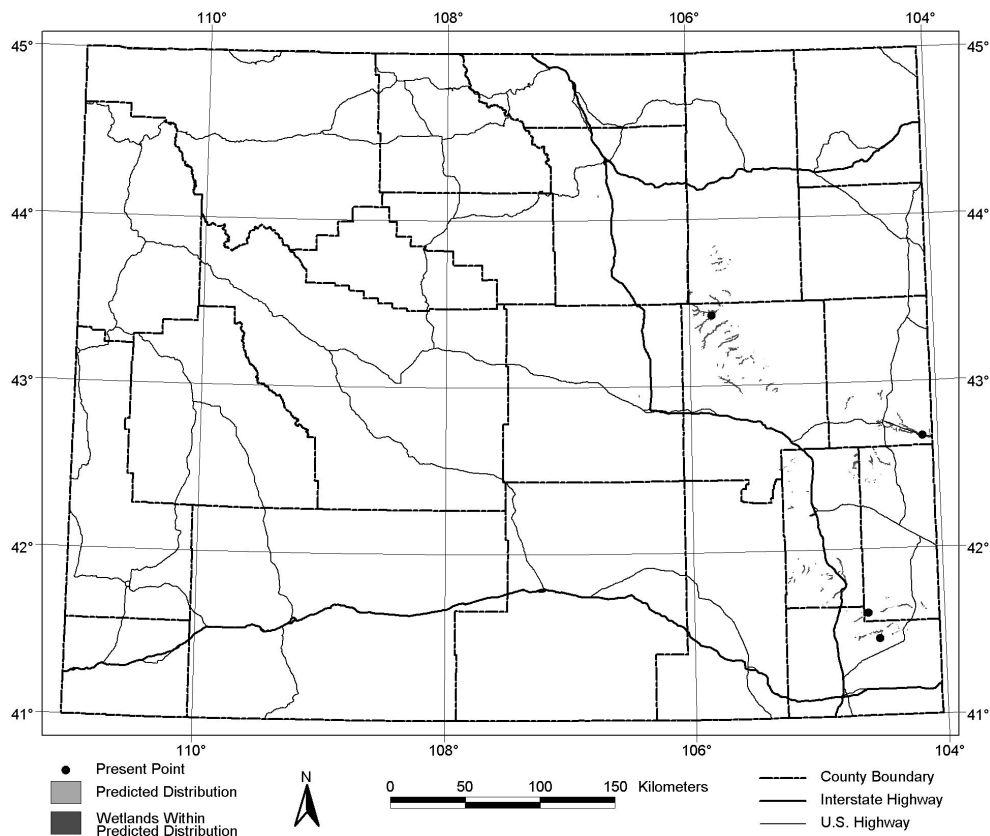 110° 108° 106° 104°
45° 45°
44° 44°
43° 43°
42° 42°
41° 41°
110° 108° 106° 104°
Present Point
Predicted Distribution
Wetlands Within
Predicted Distribution
N
0 50 100 150 Kilometers
County Boundary
Interstate Highway
U.S. Highway